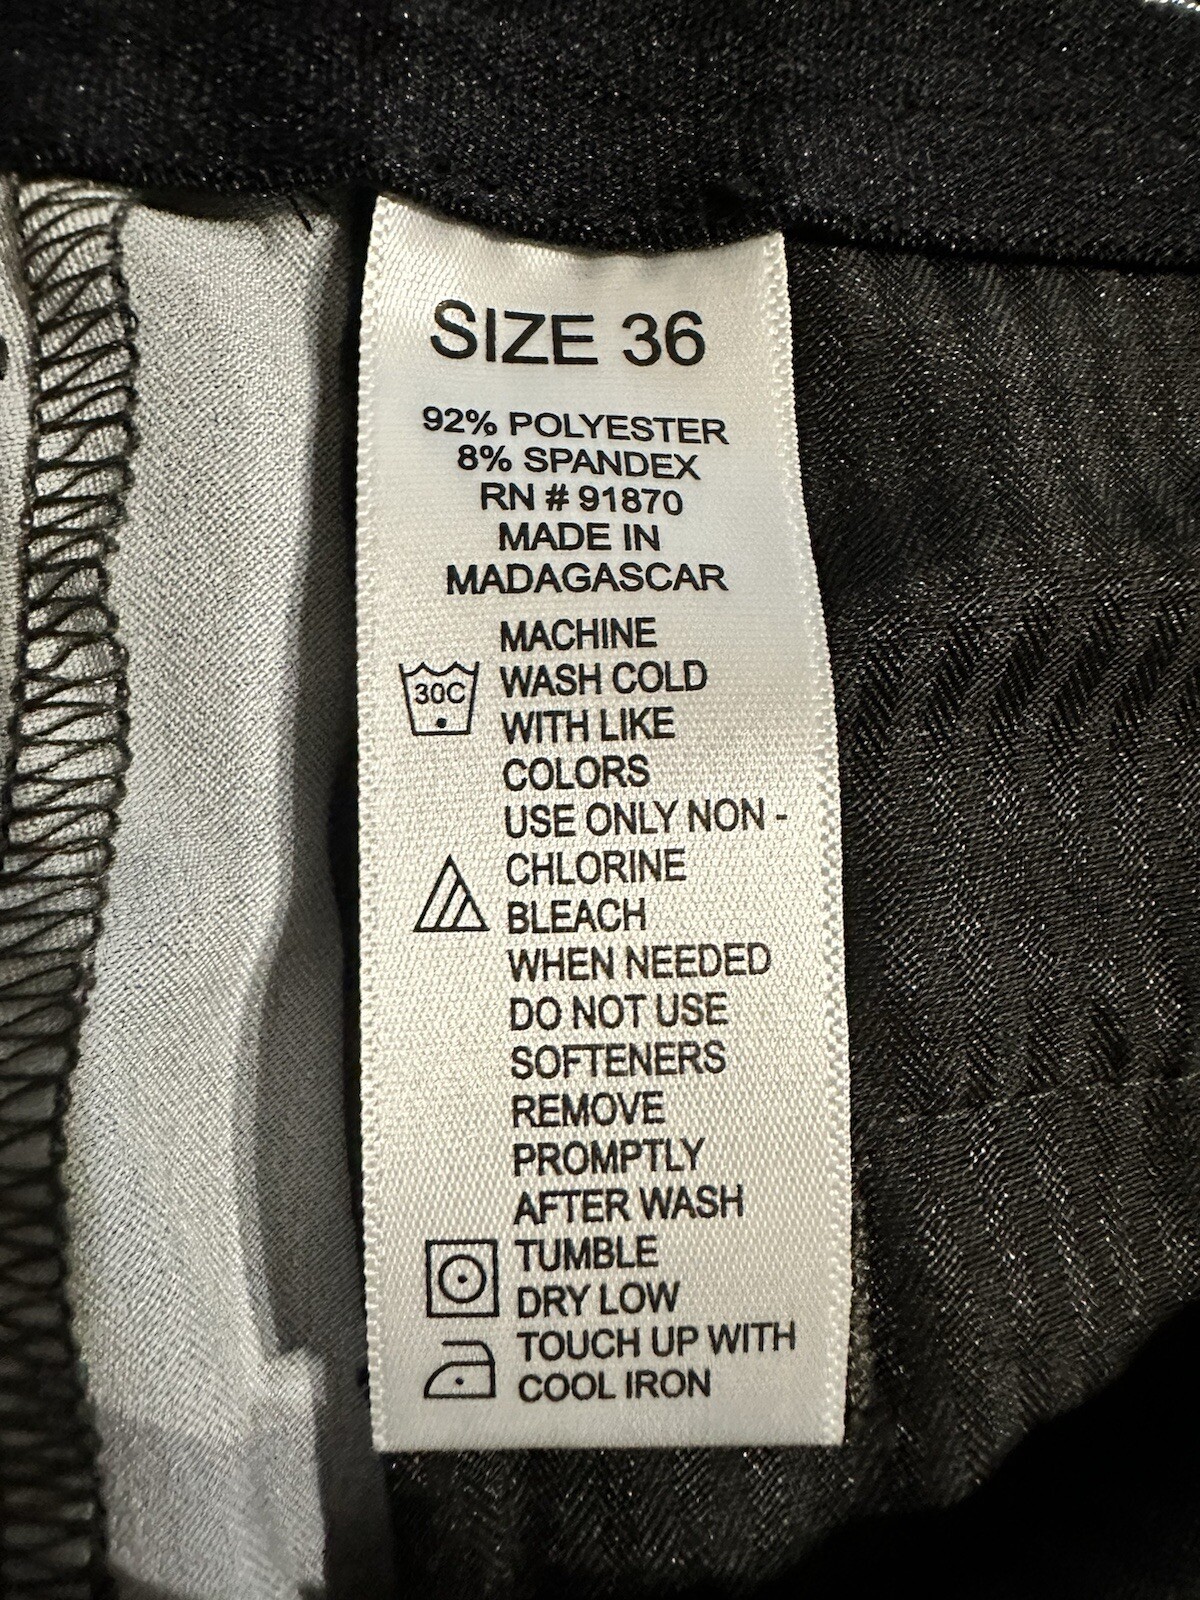 SIZE 36
92% POLYESTER
8% SPANDEX
RN # 91870
MADE IN
MADAGASCAR
MACHINE
30C WASH COLD
WITH LIKE
COLORS
USE ONLY NON -
CHLORINE
BLEACH
WHEN NEEDED
DO NOT USE
SOFTENERS
REMOVE
PROMPTLY
AFTER WASH
TUMBLE
DRY LOW
TOUCH UP WITH
COOL IRON